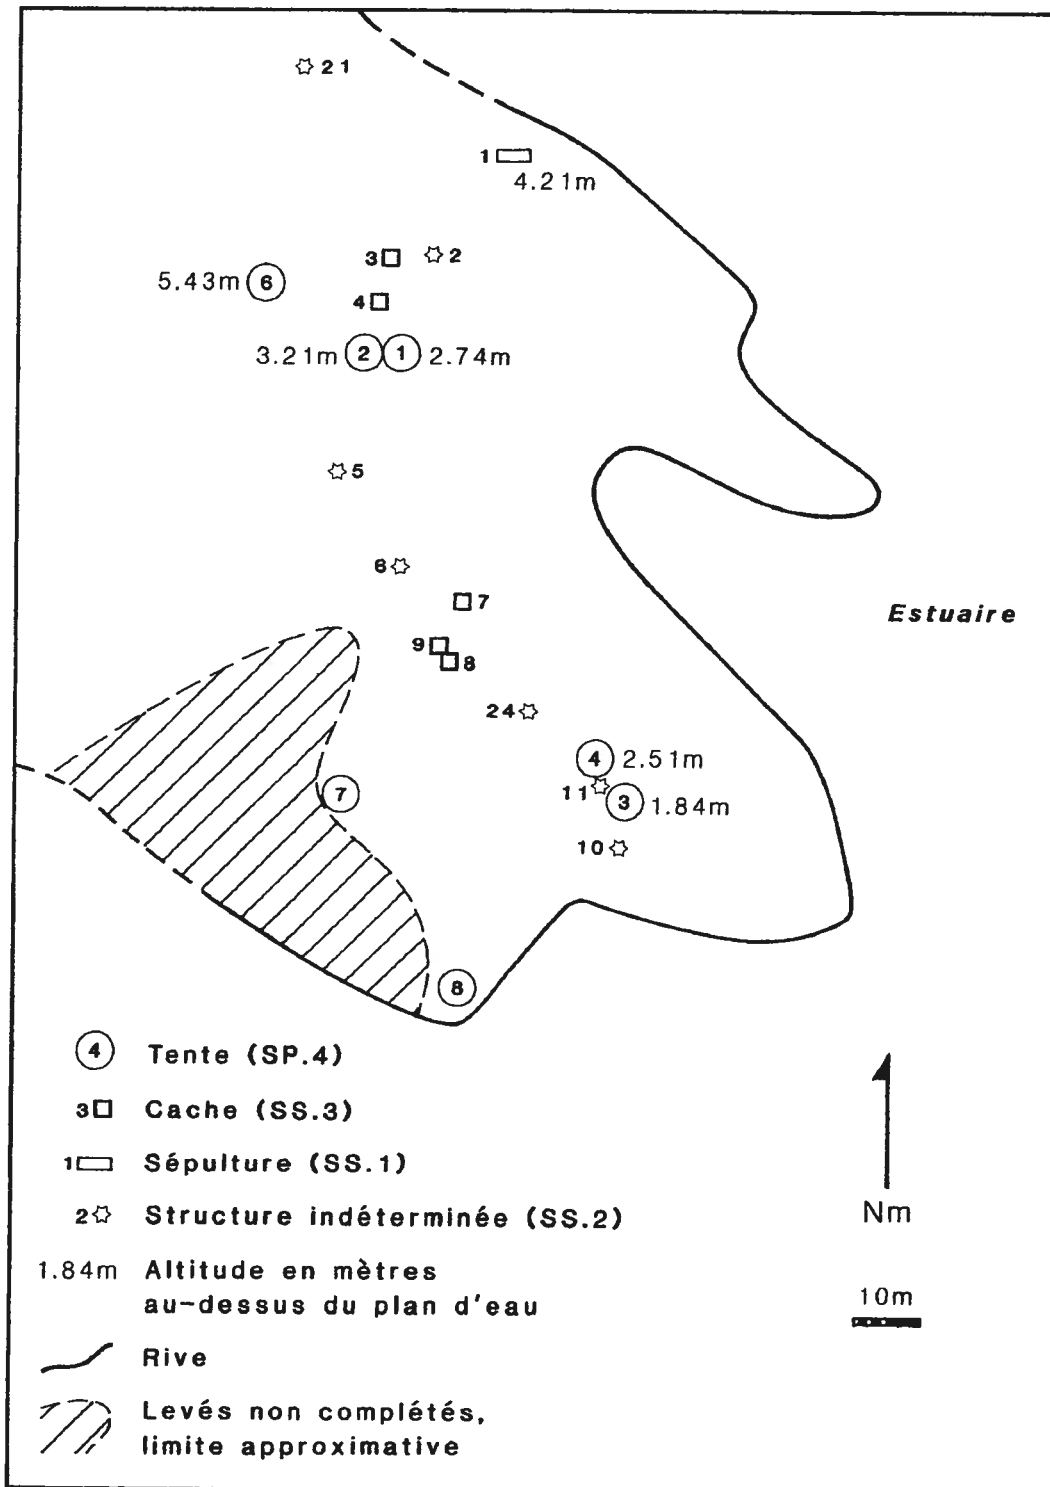 21
1
4.21m
3 2
5.43m 6
4
3.21m 2 1 2.74m
5
6
7
9
8
24
4 2.51m
7
11 3 1.84m
10
8
Estuaire
4 Tente (SP.4)
3 Cache (SS.3)
1 Sépulture (SS.1)
2 Structure indéterminée (SS.2)
1.84m Altitude en mètres
au-dessus du plan d'eau
Rive
Levés non complétés,
limite approximative
Nm
10m